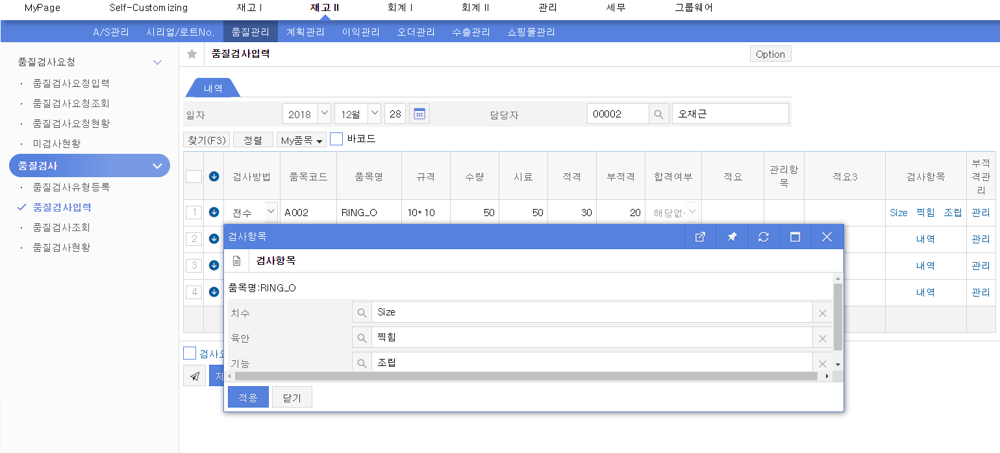 MyPage Self-Customizing 재고 I 재고 II 회계 I 회계 II 관리 세무 그룹웨어
A/S관리 시리얼/로트No. 품질관리 계획관리 이익관리 오더관리 수출관리 쇼핑몰관리
품질검사요청
· 품질검사요청입력
· 품질검사요청조회
· 품질검사요청현황
· 미검사현황
품질검사
· 품질검사유형등록
품질검사입력
· 품질검사조회
· 품질검사현황
품질검사입력 Option
내역
일자 2018 12월 28 담당자 00002 오재근
찾기(F3) 정렬 My품목 바코드
검사방법 품목코드 품목명 규격 수량 시료 적격 부적격 합격여부 적요 관리항목 적요3 검사항목 부적격관리
1 전수 A002 RING_O 10*10 50 50 30 20 해당없· Size 찍힘 조립 관리
2 내역 관리
3 내역 관리
4 내역 관리
검사항목
검사항목
품목명:RING_O
치수 Size
육안 찍힘
기능 조립
적용 닫기